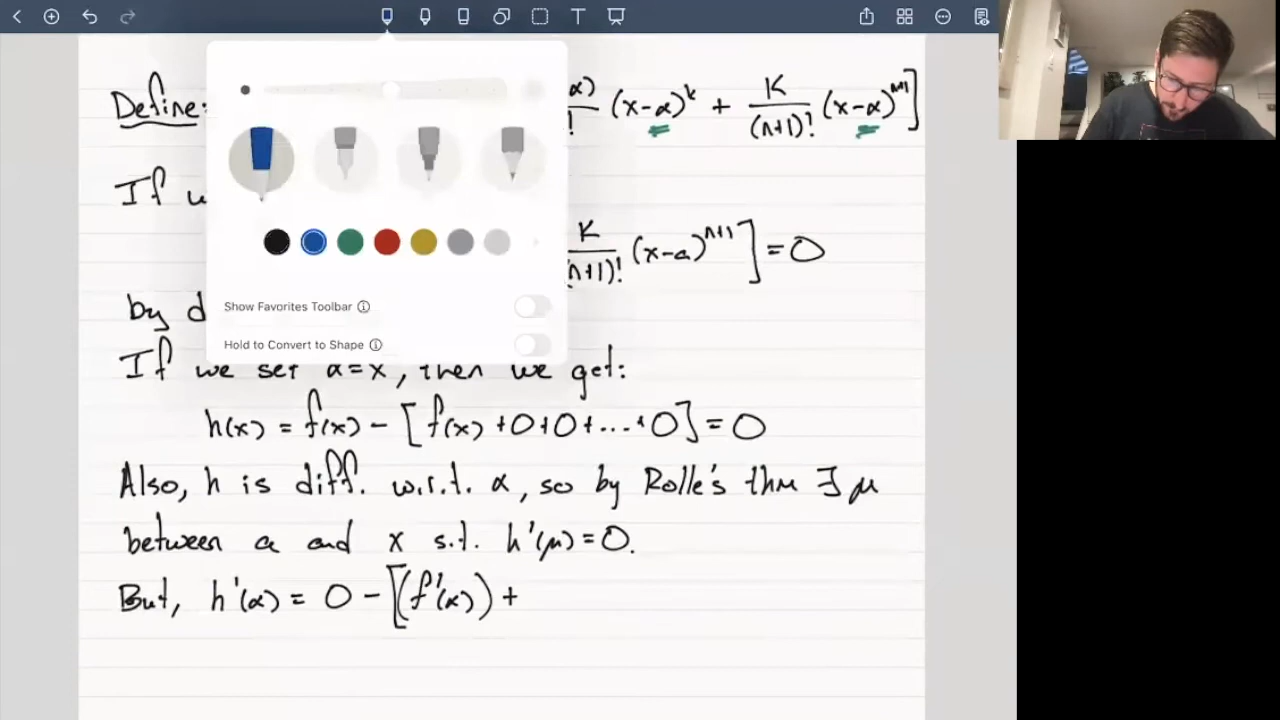 Define:
α)/! (x-α)^k + K/(n+1)! (x-α)^n+1]
If w
K/(n+1)! (x-a)^n+1] = 0
Show Favorites Toolbar
by d
Hold to Convert to Shape
If we set α=x, then we get:
h(x) = f(x) - [f(x) +0+0+...+0] = 0
Also, h is diff. w.r.t. α, so by Rolle's thm ∃ μ
between a and x s.t. h'(μ)=0.
But, h'(α) = 0 - [(f'(α)) +